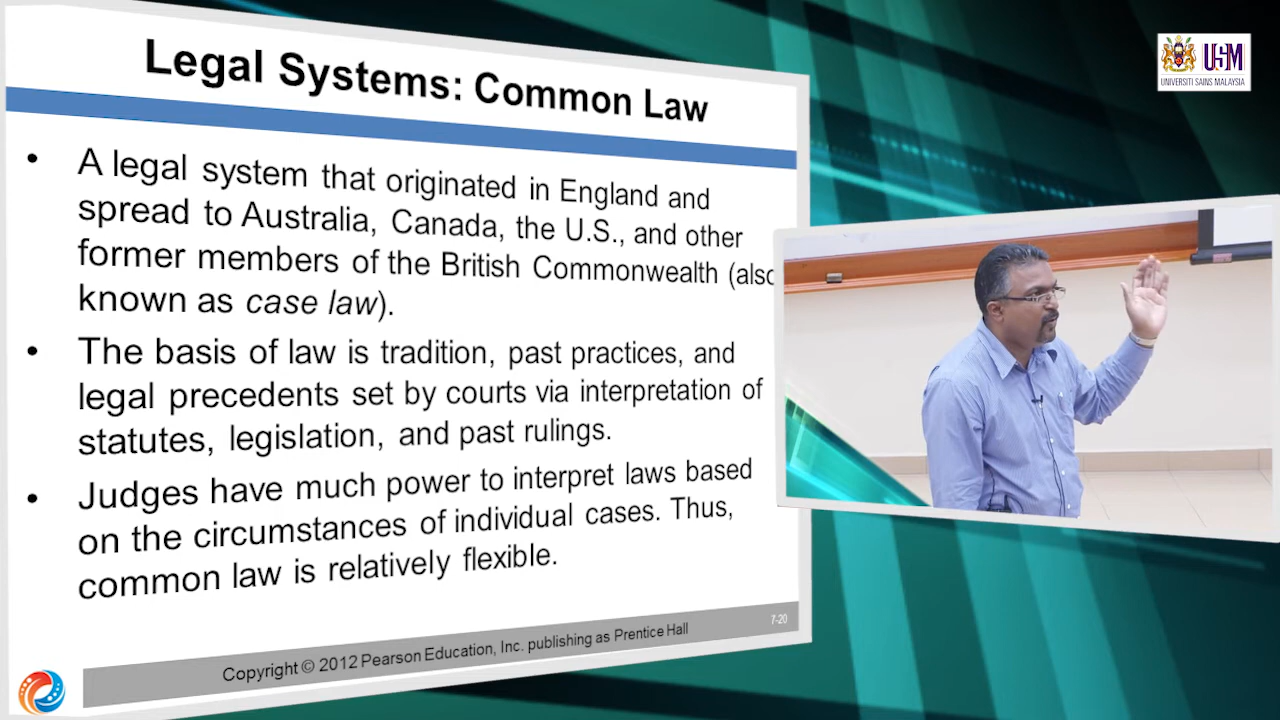 Legal Systems: Common Law
• A legal system that originated in England and
spread to Australia, Canada, the U.S., and other
former members of the British Commonwealth (also
known as case law).
• The basis of law is tradition, past practices, and
legal precedents set by courts via interpretation of
statutes, legislation, and past rulings.
• Judges have much power to interpret laws based
on the circumstances of individual cases. Thus,
common law is relatively flexible.
7-20
Copyright © 2012 Pearson Education, Inc. publishing as Prentice Hall
USM
UNIVERSITI SAINS MALAYSIA